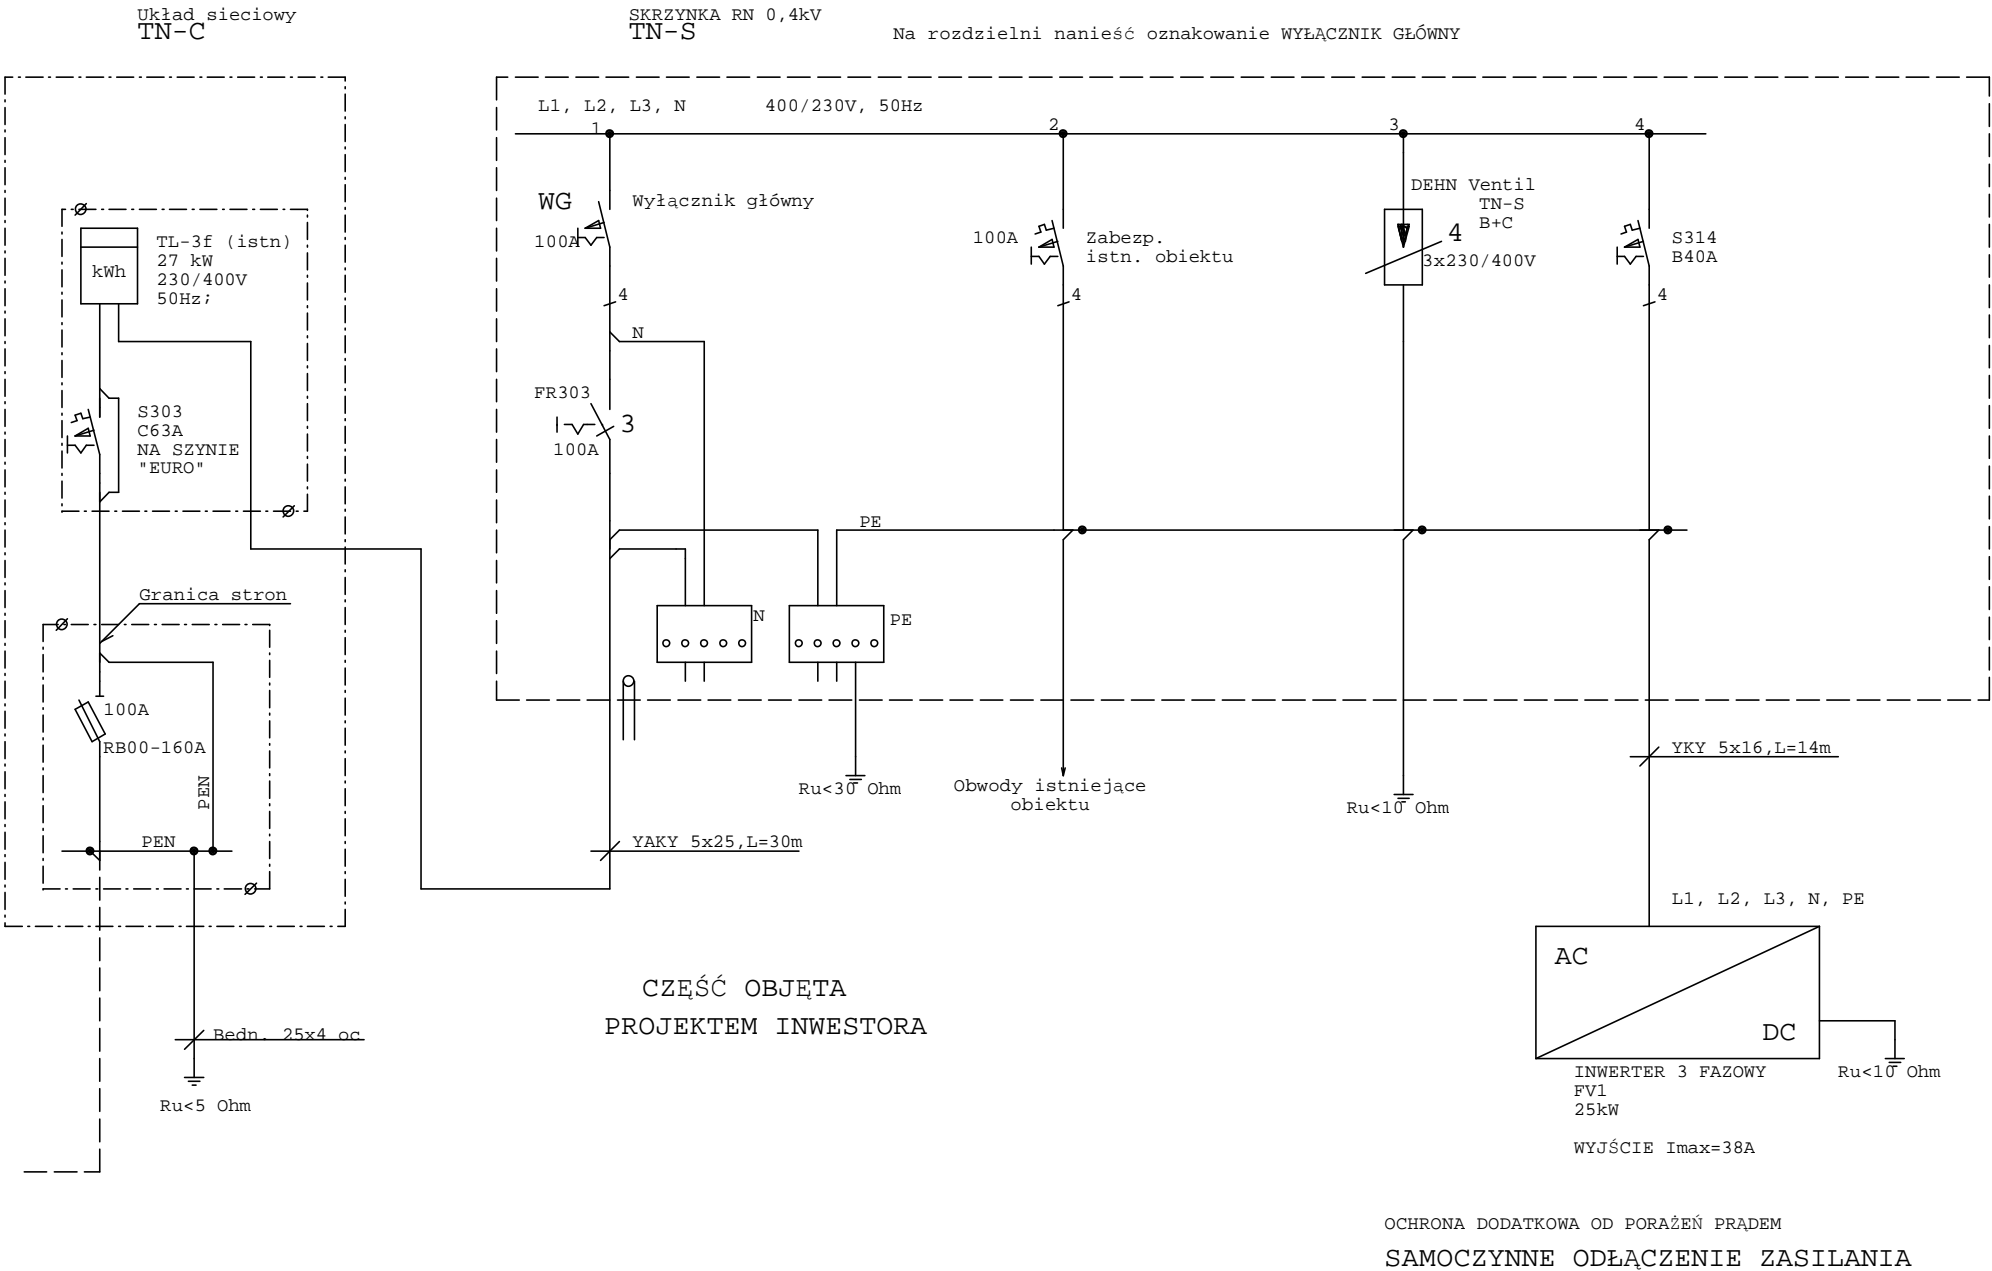 Układ sieciowy
TN-C
SKRZYNKA RN 0,4kV
TN-S
Na rozdzielni nanieść oznakowanie WYŁĄCZNIK GŁÓWNY
L1, L2, L3, N
400/230V, 50Hz
1
2
3
4
WG
Wyłącznik główny
100A
4
N
FR303
3
100A
100A
Zabezp.
istn. obiektu
4
DEHN Ventil
TN-S
B+C
4
3x230/400V
S314
B40A
4
kWh
TL-3f (istn)
27 kW
230/400V
50Hz;
S303
C63A
NA SZYNIE
"EURO"
Granica stron
100A
RB00-160A
PEN
PEN
Bedn. 25x4 oc
Ru<5 Ohm
PE
N
PE
Ru<30 Ohm
Obwody istniejące
obiektu
Ru<10 Ohm
YAKY 5x25,L=30m
YKY 5x16,L=14m
L1, L2, L3, N, PE
AC
DC
INWERTER 3 FAZOWY
FV1
25kW
WYJŚCIE Imax=38A
Ru<10 Ohm
CZĘŚĆ OBJĘTA
PROJEKTEM INWESTORA
OCHRONA DODATKOWA OD PORAŻEŃ PRĄDEM
SAMOCZYNNE ODŁĄCZENIE ZASILANIA